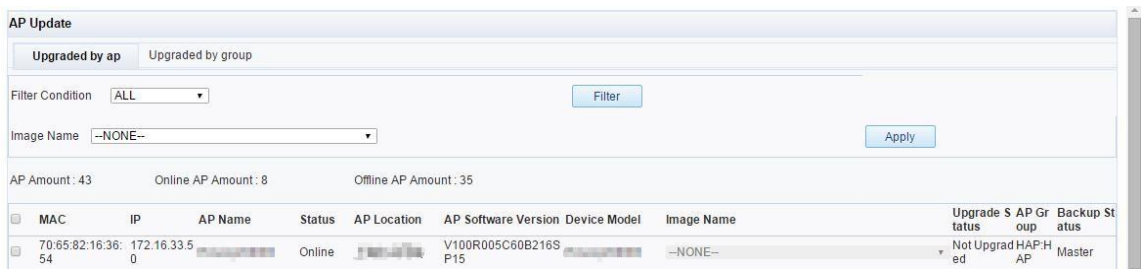 AP Update
Upgraded by ap Upgraded by group
Filter Condition ALL Filter
Image Name --NONE-- Apply
AP Amount : 43 Online AP Amount : 8 Offline AP Amount : 35
MAC IP AP Name Status AP Location AP Software Version Device Model Image Name Upgrade S AP Gr Backup St
tatus oup atus
70:65:82:16:36: 172.16.33.5 Online V100R005C60B216S --NONE-- Not Upgrad HAP:H Master
54 0 P15 ed AP